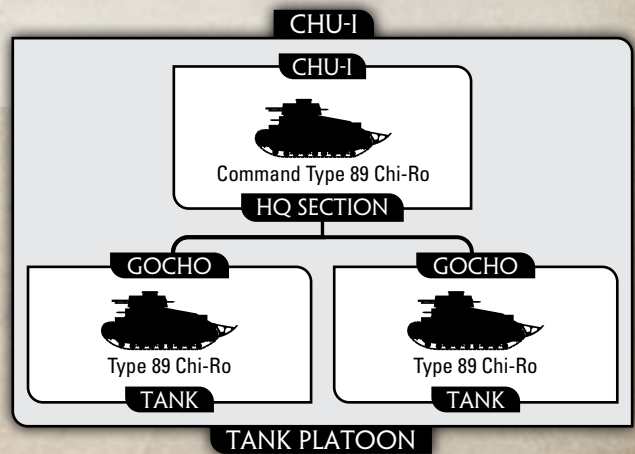 CHU-I
CHU-I
Command Type 89 Chi-Ro
HQ SECTION
GOCHO
Type 89 Chi-Ro
TANK
GOCHO
Type 89 Chi-Ro
TANK
TANK PLATOON